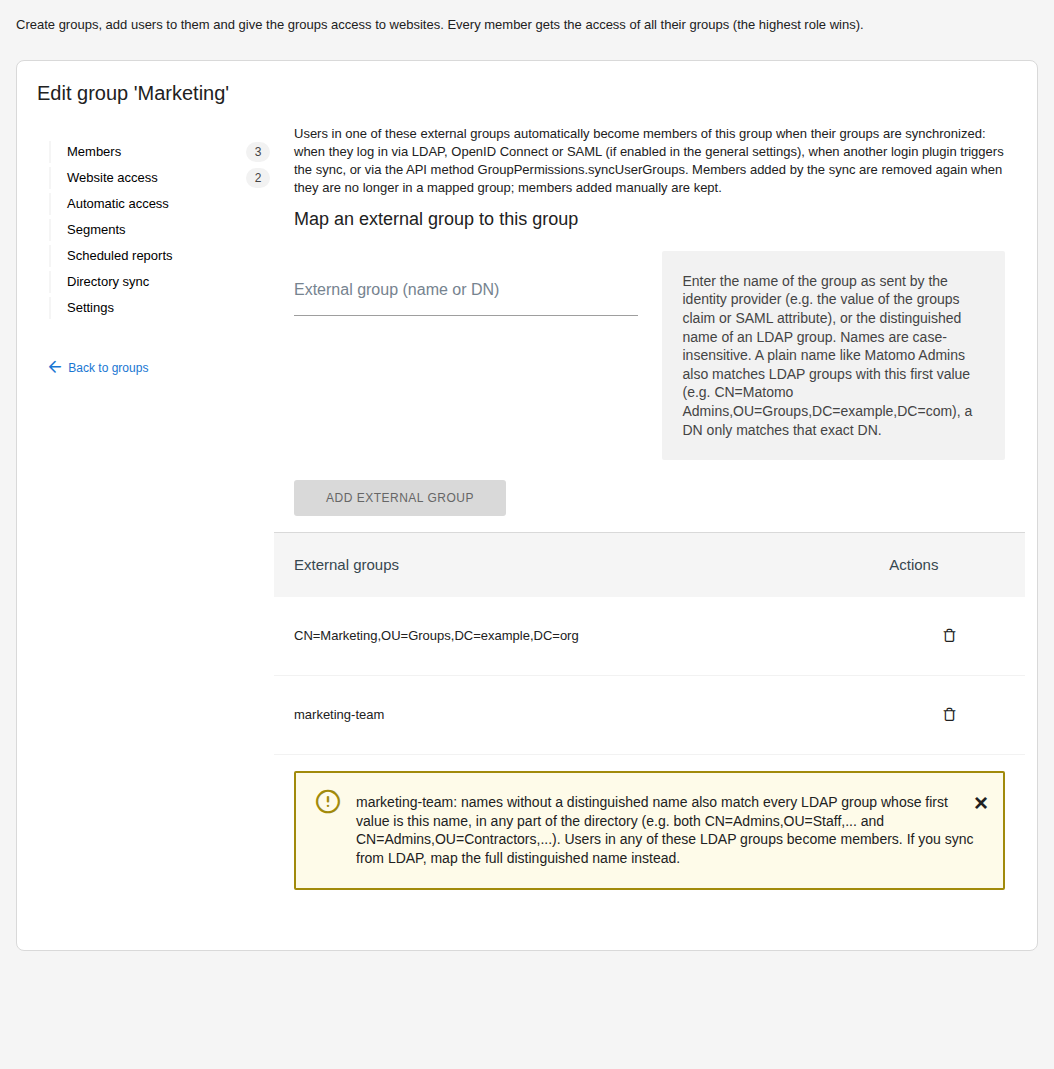 Create groups, add users to them and give the groups access to websites. Every member gets the access of all their groups (the highest role wins).
Edit group 'Marketing'
Members 3
Website access 2
Automatic access
Segments
Scheduled reports
Directory sync
Settings
Back to groups
Users in one of these external groups automatically become members of this group when their groups are synchronized:
when they log in via LDAP, OpenID Connect or SAML (if enabled in the general settings), when another login plugin triggers
the sync, or via the API method GroupPermissions.syncUserGroups. Members added by the sync are removed again when
they are no longer in a mapped group; members added manually are kept.
Map an external group to this group
External group (name or DN)
Enter the name of the group as sent by the
identity provider (e.g. the value of the groups
claim or SAML attribute), or the distinguished
name of an LDAP group. Names are case-
insensitive. A plain name like Matomo Admins
also matches LDAP groups with this first value
(e.g. CN=Matomo
Admins,OU=Groups,DC=example,DC=com), a
DN only matches that exact DN.
ADD EXTERNAL GROUP
External groups Actions
CN=Marketing,OU=Groups,DC=example,DC=org
marketing-team
marketing-team: names without a distinguished name also match every LDAP group whose first
value is this name, in any part of the directory (e.g. both CN=Admins,OU=Staff,... and
CN=Admins,OU=Contractors,...). Users in any of these LDAP groups become members. If you sync
from LDAP, map the full distinguished name instead.